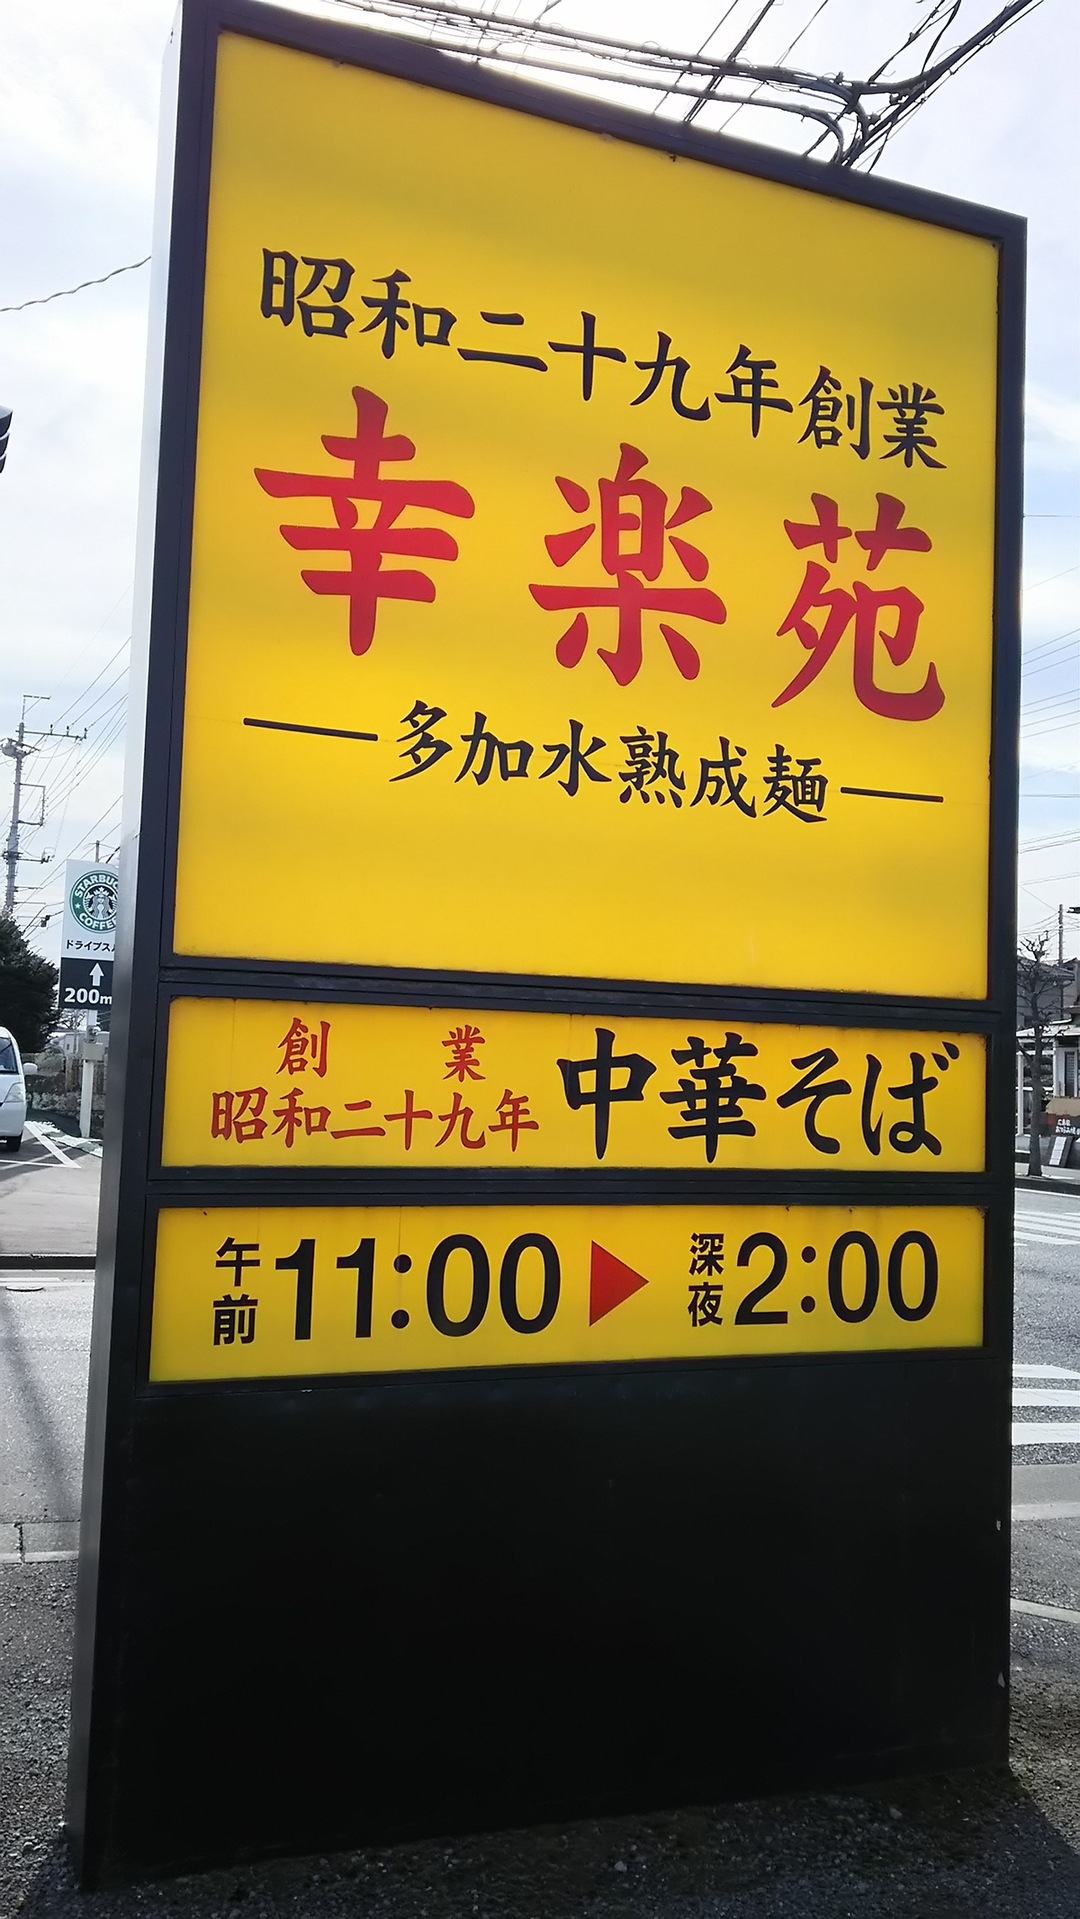 昭和二十九年創業
幸楽苑
多加水熟成麺
創業
昭和二十九年
中華そば
午前11:00▶深夜2:00
COFFEE
200m